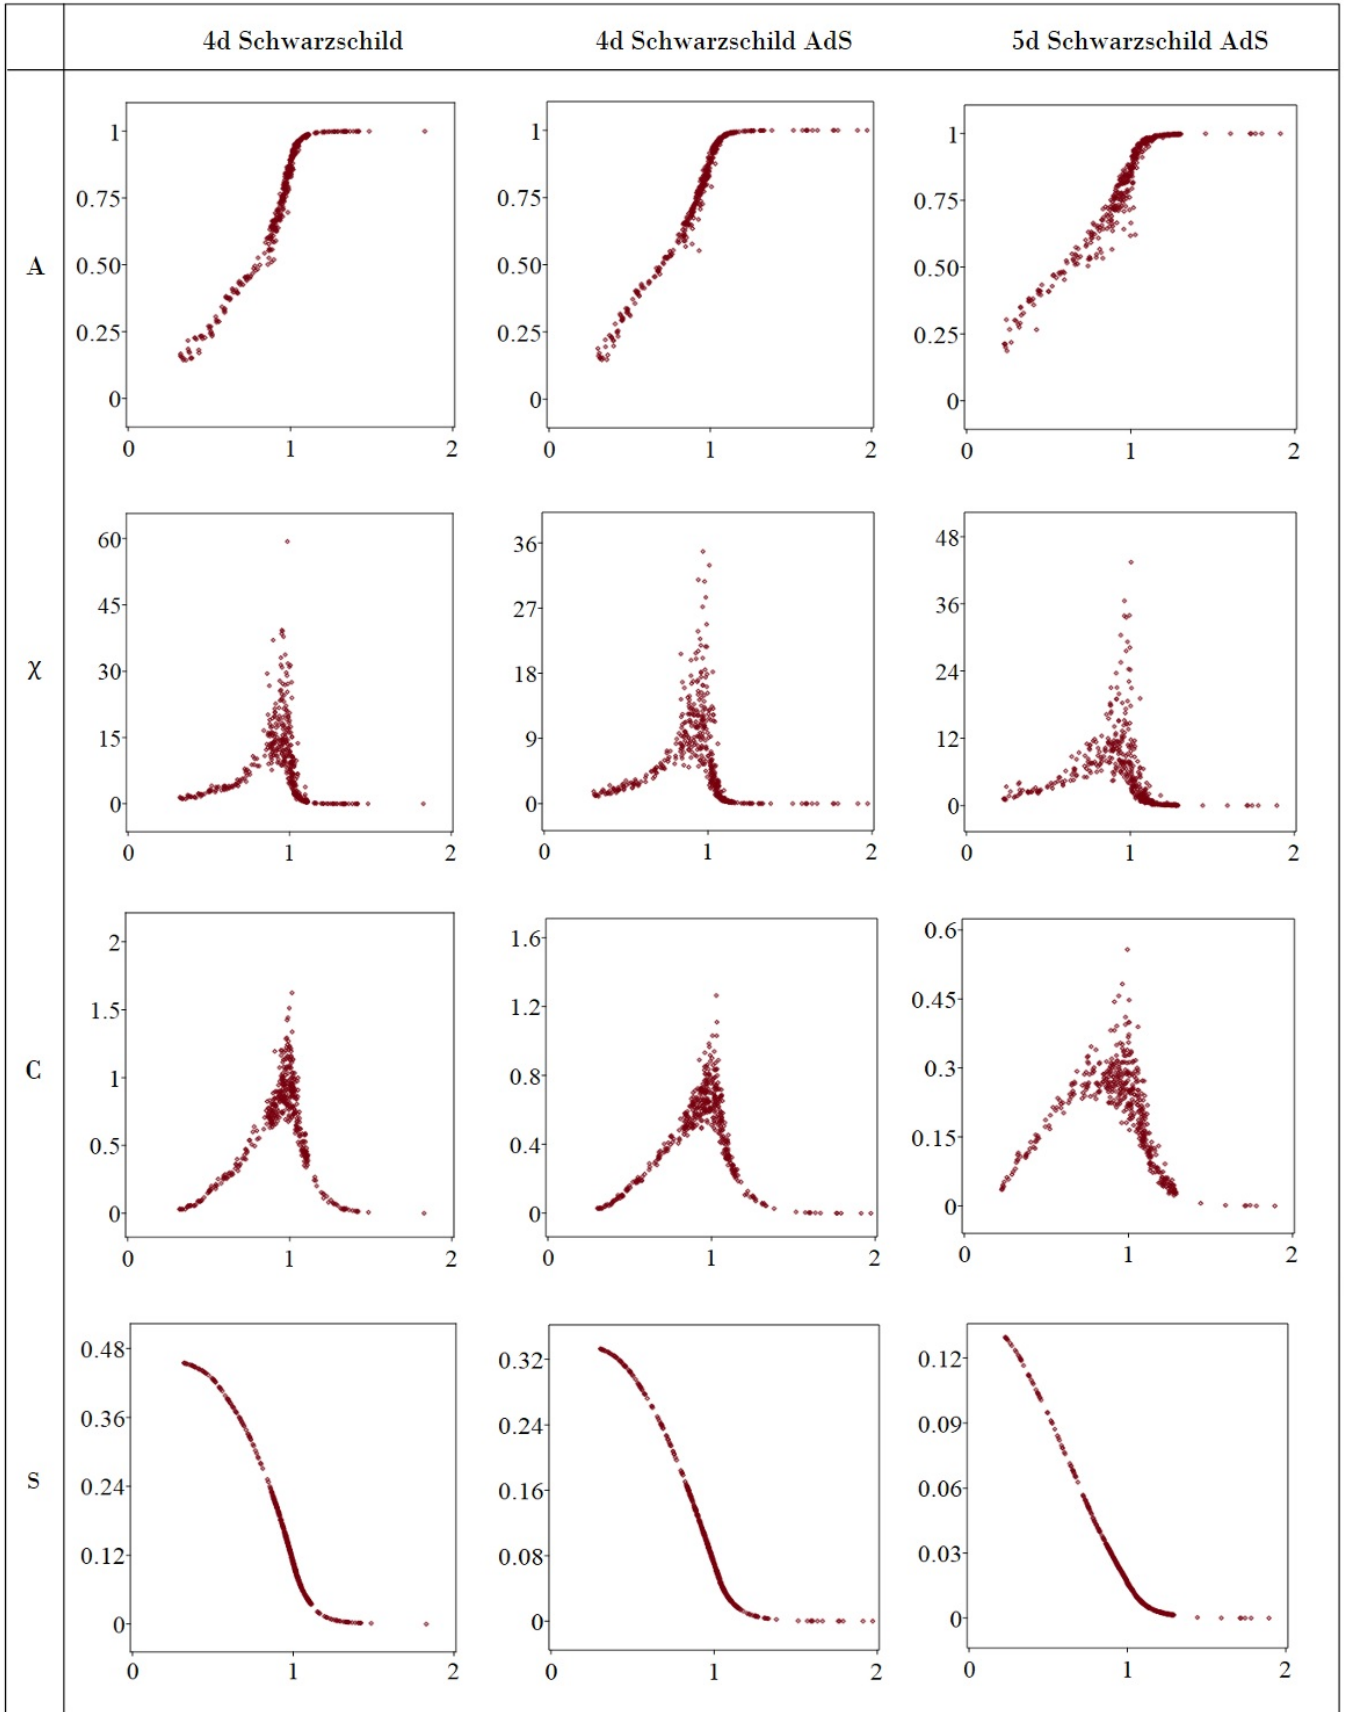 4d Schwarzschild 4d Schwarzschild AdS 5d Schwarzschild AdS
A
1 0.75 0.50 0.25 0
0 1 2
1 0.75 0.50 0.25 0
0 1 2
1 0.75 0.50 0.25 0
0 1 2
χ
60 45 30 15 0
0 1 2
36 27 18 9 0
0 1 2
48 36 24 12 0
0 1 2
C
2 1.5 1 0.5 0
0 1 2
1.6 1.2 0.8 0.4 0
0 1 2
0.6 0.45 0.3 0.15 0
0 1 2
S
0.48 0.36 0.24 0.12 0
0 1 2
0.32 0.24 0.16 0.08 0
0 1 2
0.12 0.09 0.06 0.03 0
0 1 2